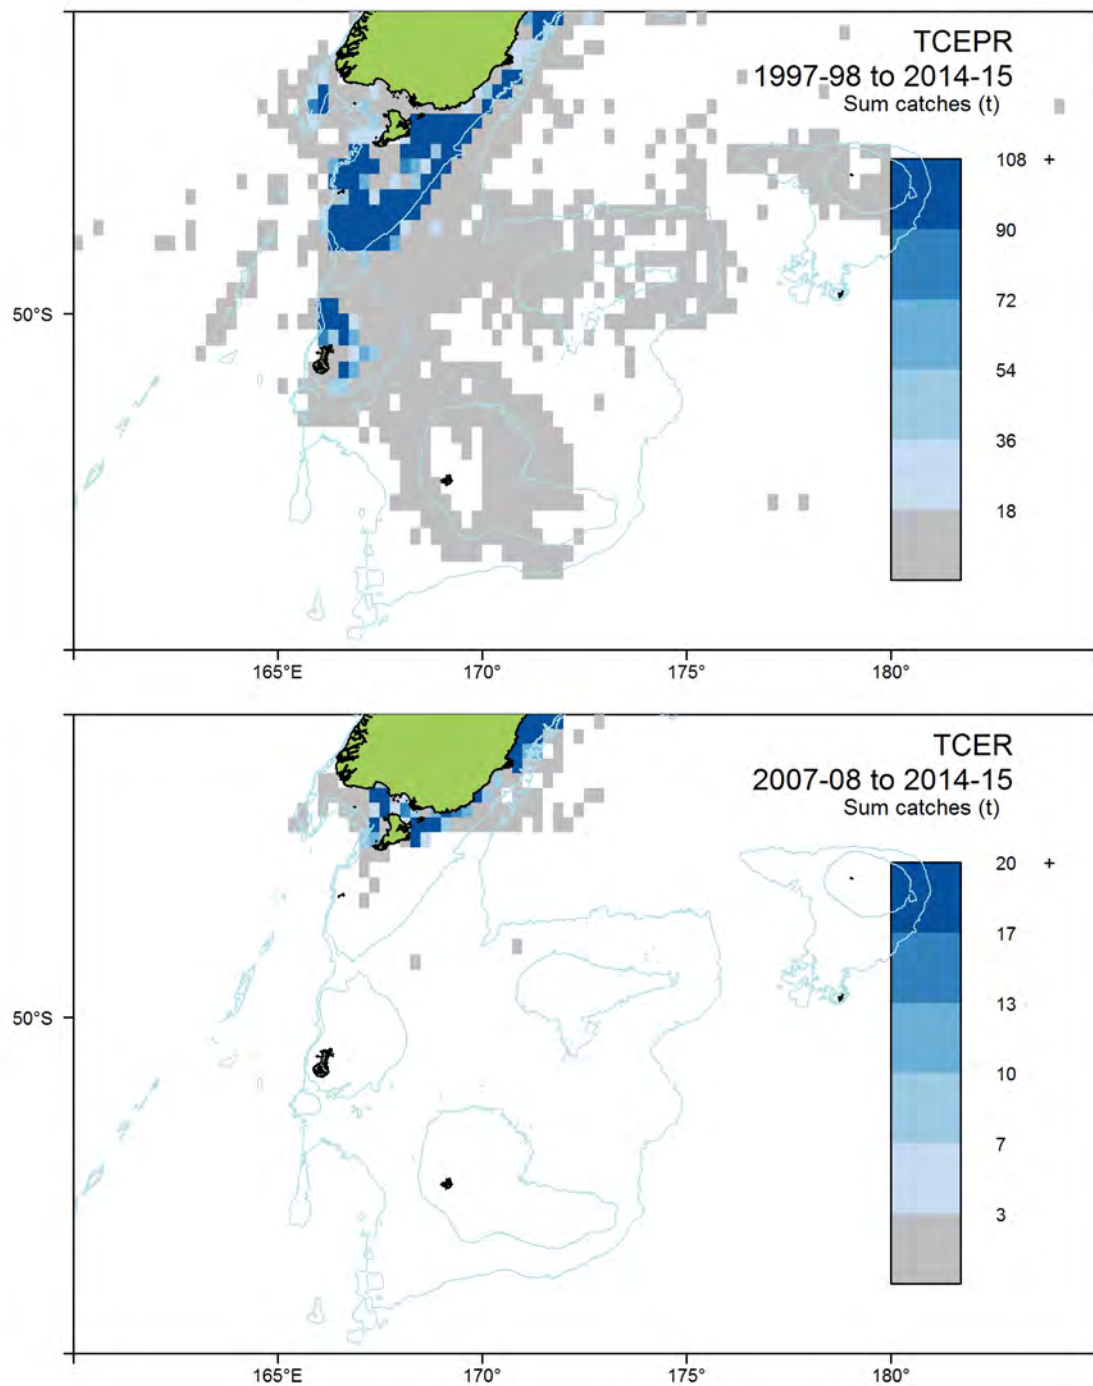 TCEPR
1997-98 to 2014-15
Sum catches (t)
108 +
90
72
54
36
18
50°S
165°E 170° 175° 180°
TCER
2007-08 to 2014-15
Sum catches (t)
20 +
17
13
10
7
3
50°S
165°E 170° 175° 180°